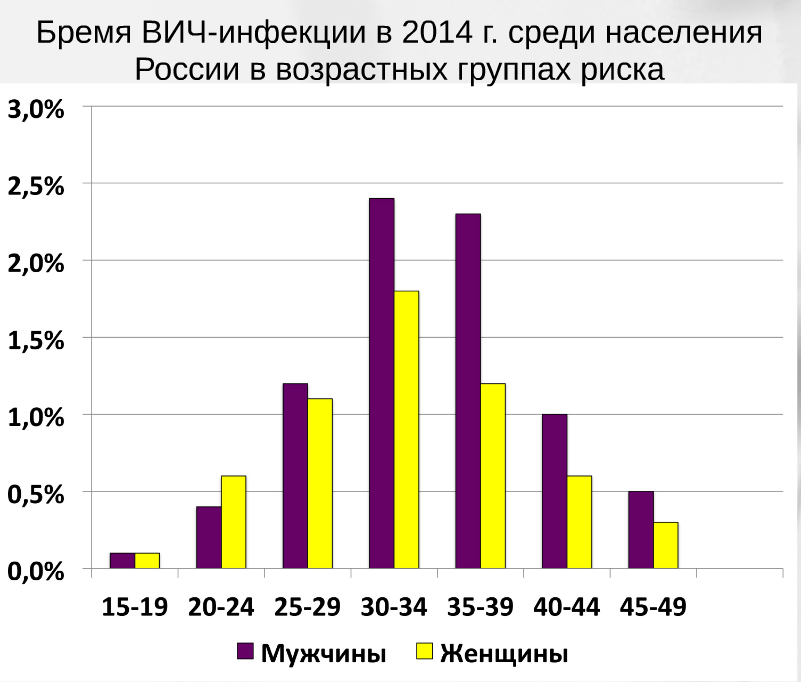 Бремя ВИЧ-инфекции в 2014 г. среди населения
России в возрастных группах риска
3,0%
2,5%
2,0%
1,5%
1,0%
0,5%
0,0%
15-19 20-24 25-29 30-34 35-39 40-44 45-49
Мужчины Женщины